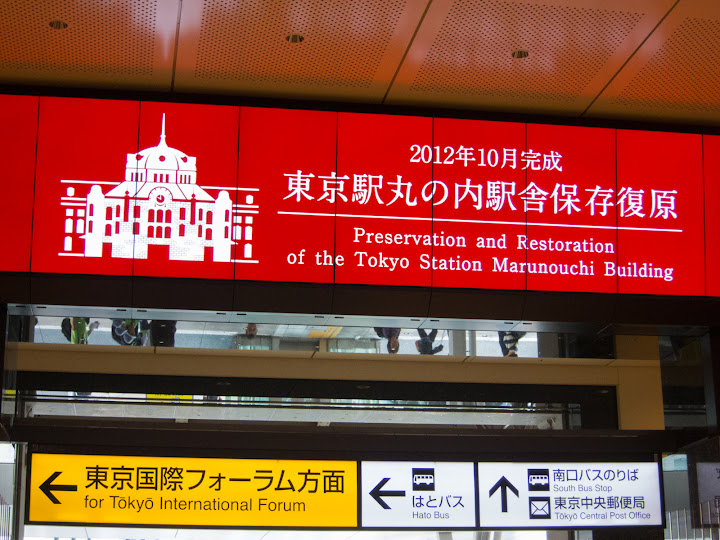 2012年10月完成
東京駅丸の内駅舎保存復原
Preservation and Restoration
of the Tokyo Station Marunouchi Building
東京国際フォーラム方面
for Tōkyō International Forum
はとバス
Hato Bus
南口バスのりば
South Bus Stop
東京中央郵便局
Tōkyō Central Post Office